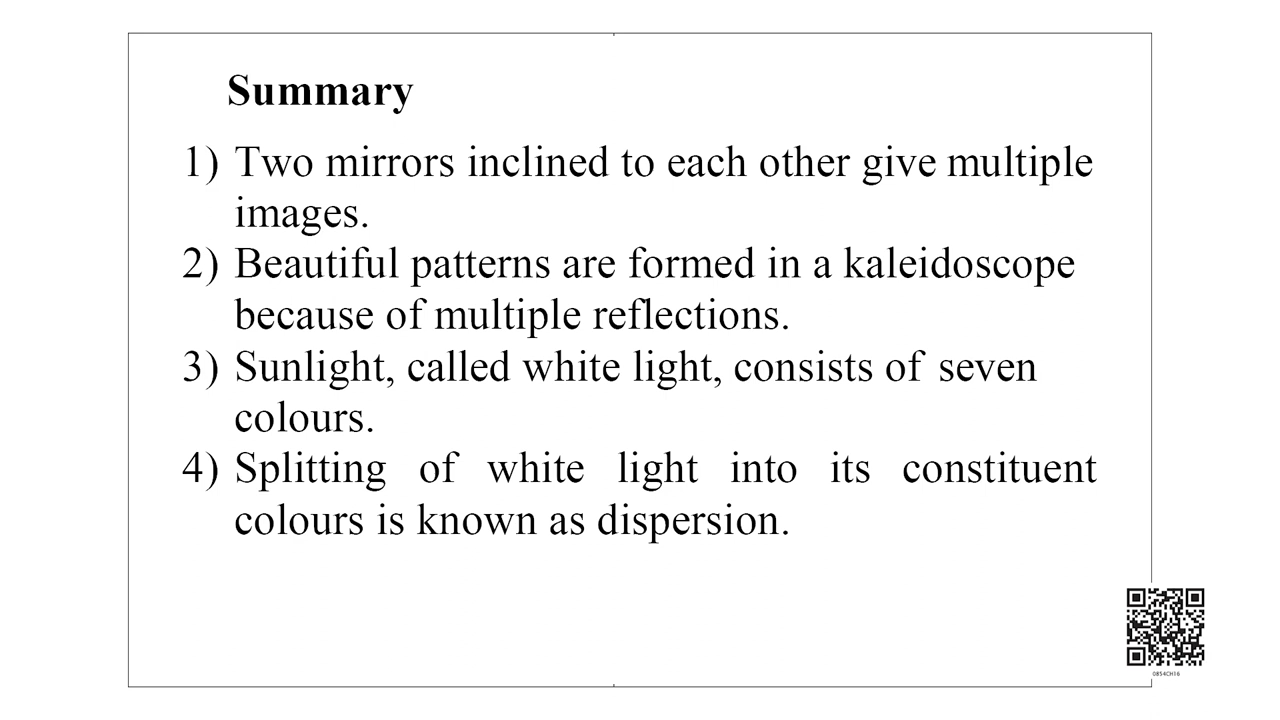 Summary
1) Two mirrors inclined to each other give multiple
images.
2) Beautiful patterns are formed in a kaleidoscope
because of multiple reflections.
3) Sunlight, called white light, consists of seven
colours.
4) Splitting of white light into its constituent
colours is known as dispersion.
0854CH16